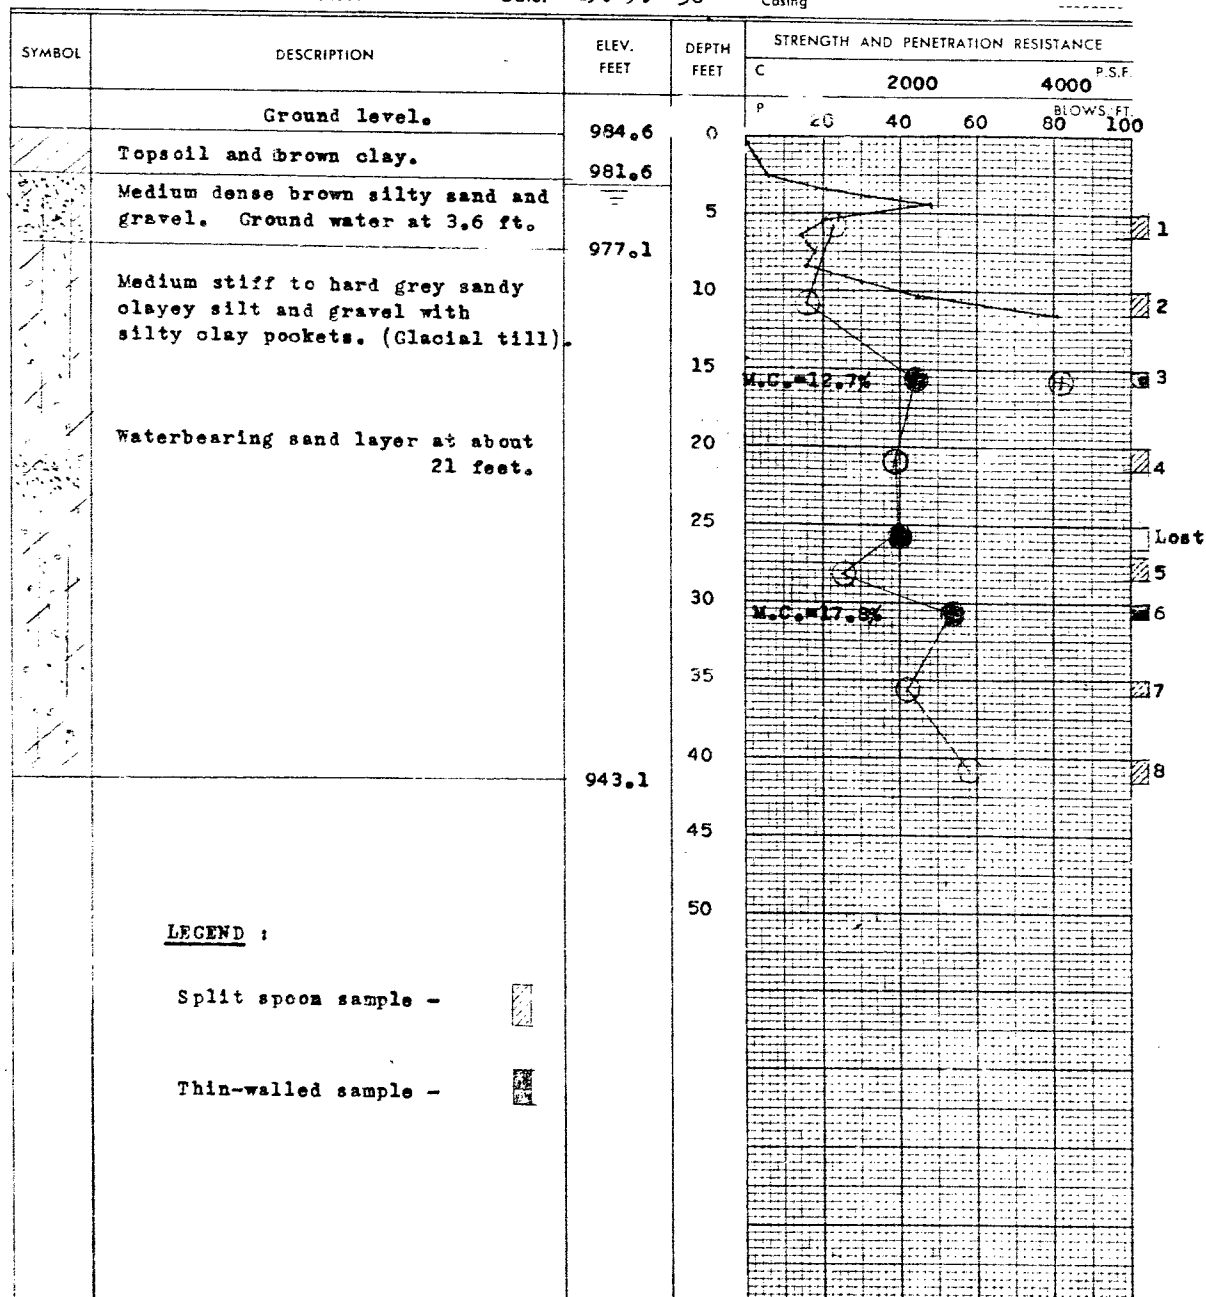 Casing
SYMBOL DESCRIPTION ELEV. FEET DEPTH FEET STRENGTH AND PENETRATION RESISTANCE
C 2000 4000 P.S.F.
P 20 40 60 80 100 BLOWS/FT.
Ground level. 984.6 0
Topsoil and brown clay. 981.6
Medium dense brown silty sand and
gravel. Ground water at 3.6 ft. 5 1
977.1
Medium stiff to hard grey sandy 10
clayey silt and gravel with 2
silty clay pockets. (Glacial till).
15 M.C.=12.7% 3
Waterbearing sand layer at about 20
21 feet. 4
25
Lost
5
30 M.C.=17.8% 6
35 7
40 8
943.1
45
50
LEGEND :
Split spoon sample -
Thin-walled sample -